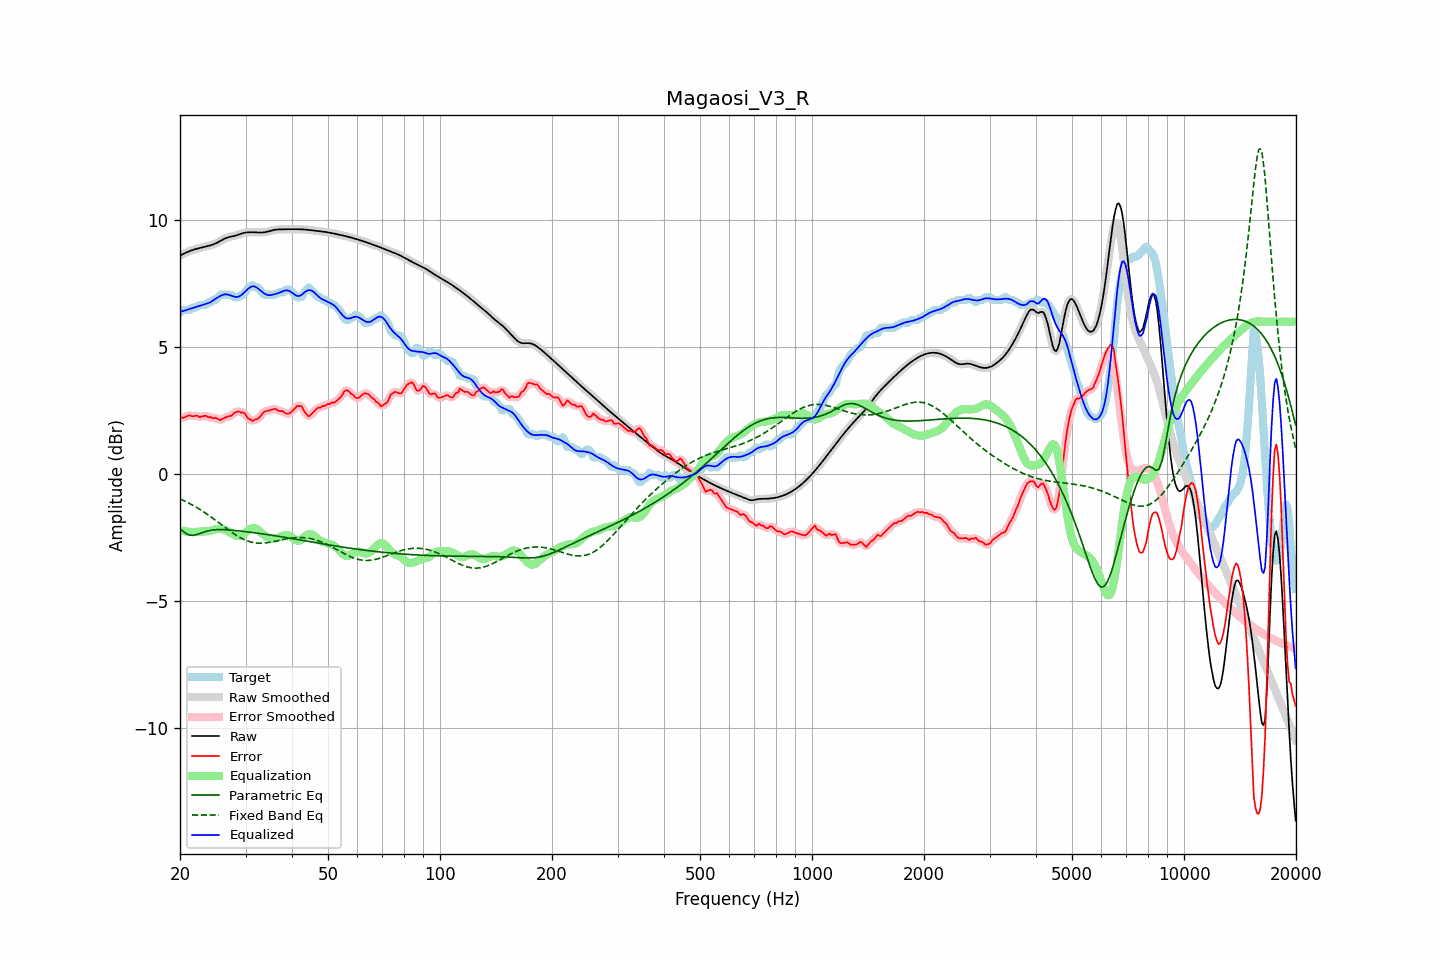 Magaosi_V3_R
Amplitude (dBr)
10
5
0
−5
−10
Target
Raw Smoothed
Error Smoothed
Raw
Error
Equalization
Parametric Eq
Fixed Band Eq
Equalized
20 50 100 200 500 1000 2000 5000 10000 20000
Frequency (Hz)